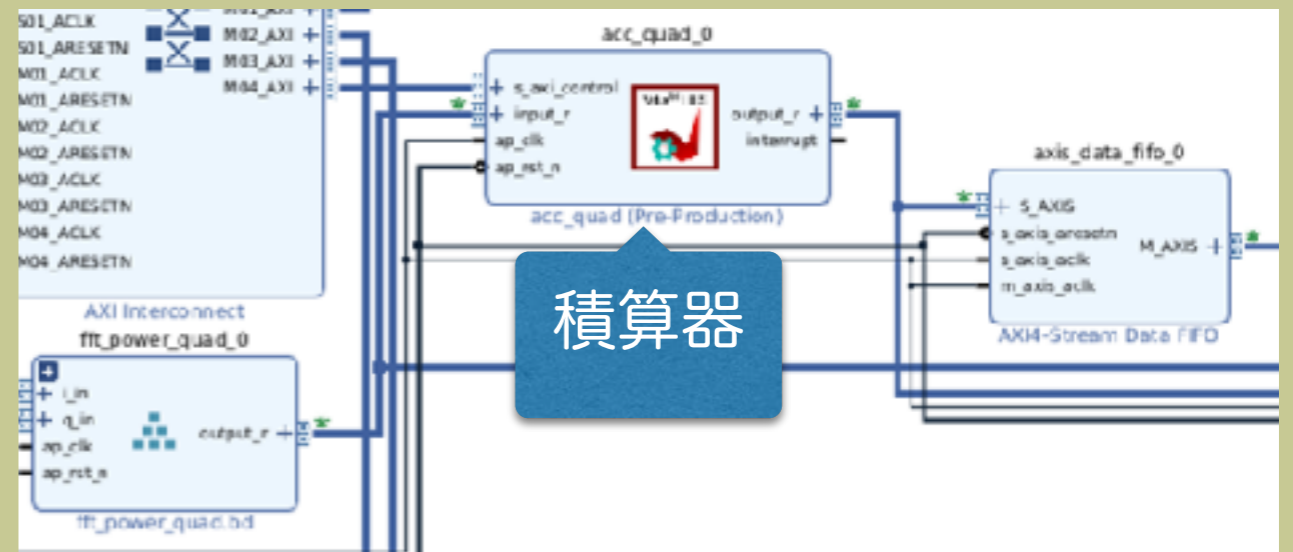 S01_ACLK
S01_ARESETN
M01_ACLK
M01_ARESETN
M02_ACLK
M02_ARESETN
M03_ACLK
M03_ARESETN
M04_ACLK
M04_ARESETN
M01_AXI
M02_AXI
M03_AXI
M04_AXI
AXI Interconnect
acc_quad_0
s_axi_control
input_r
ap_clk
ap_rst_n
output_r
interrupt
acc_quad (Pre-Production)
積算器
axis_data_fifo_0
S_AXIS
s_axis_aresetn
s_axis_aclk
m_axis_aclk
M_AXIS
AXI4-Stream Data FIFO
fft_power_quad_0
i_in
q_in
ap_clk
ap_rst_n
output_r
fft_power_quad.bd